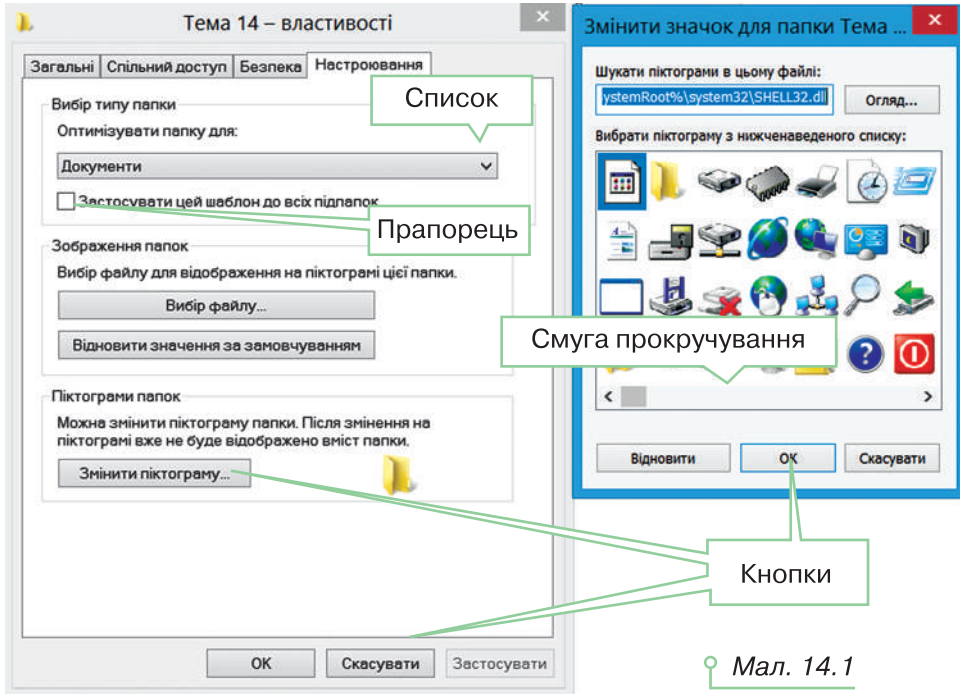 Тема 14 – властивості
Загальні Спільний доступ Безпека Настроювання
Список
Вибір типу папки
Оптимізувати папку для:
Документи
Застосувати цей шаблон до всіх підпапок
Прапорець
Зображення папок
Вибір файлу для відображення на піктограмі цієї папки.
Вибір файлу...
Відновити значення за замовчуванням
Піктограми папок
Можна змінити піктограму папки. Після змінення на
піктограмі вже не буде відображено вміст папки.
Змінити піктограму...
ОК Скасувати Застосувати
Змінити значок для папки Тема ...
Шукати піктограми в цьому файлі:
ystemRoot%\system32\SHELL32.dll
Огляд...
Вибрати піктограму з нижченаведеного списку:
Смуга прокручування
Відновити ОК Скасувати
Кнопки
Мал. 14.1